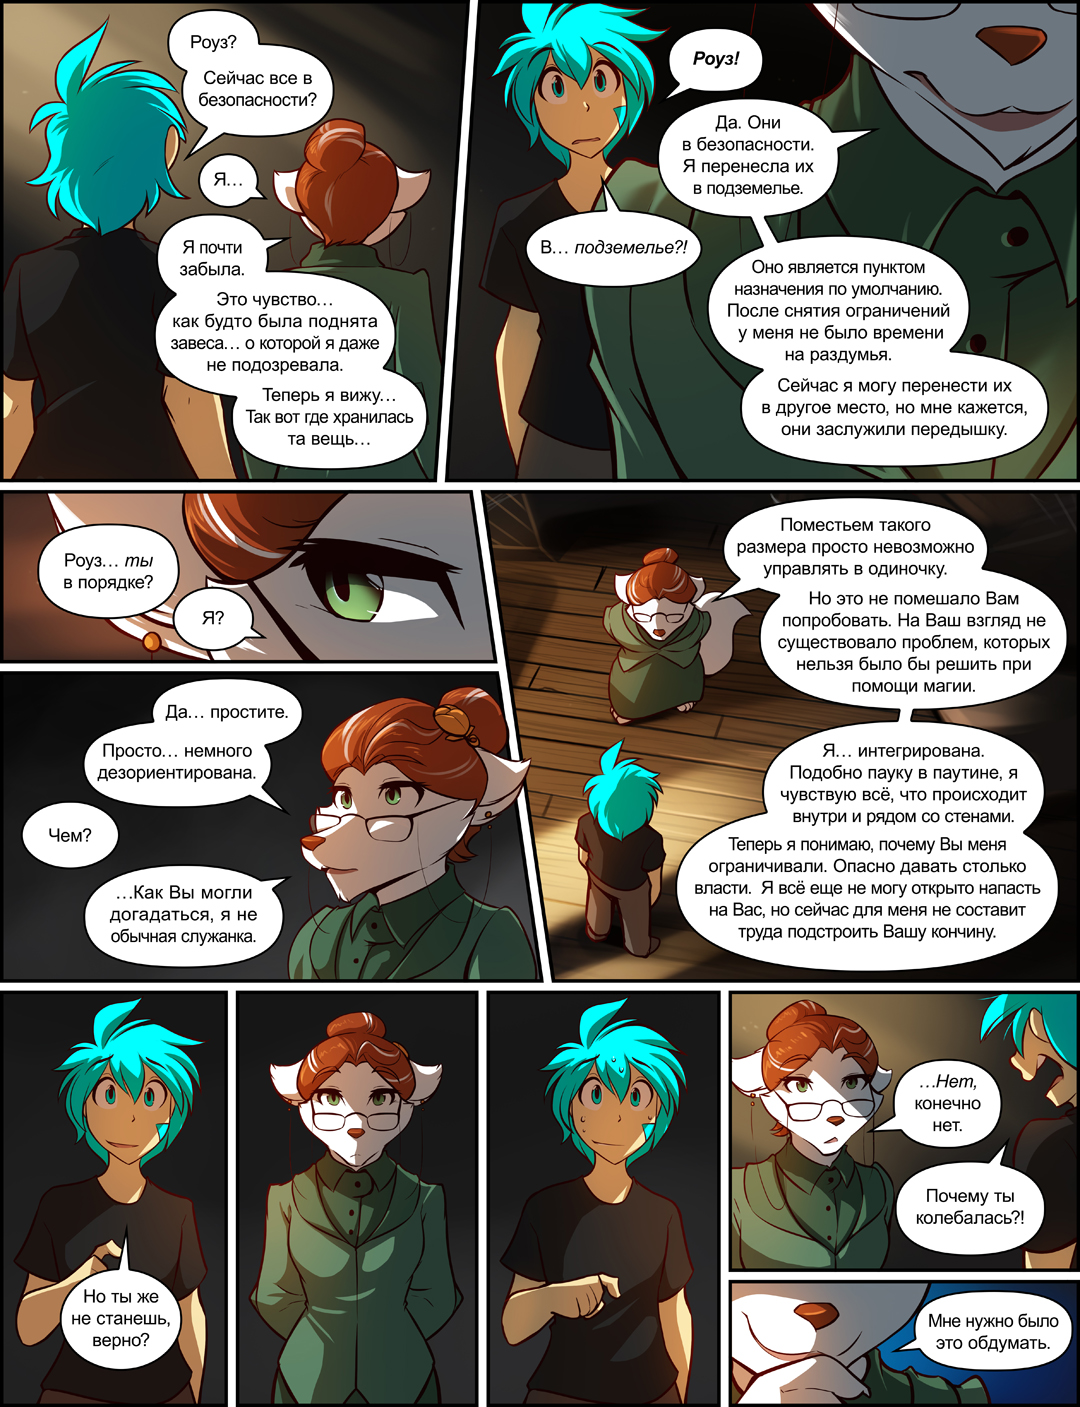 Роуз?
Сейчас все в
безопасности?
Я...
Я почти
забыла.
Это чувство...
как будто была поднята
завеса... о которой я даже
не подозревала.
Теперь я вижу...
Так вот где хранилась
та вещь...
Роуз!
Да. Они
в безопасности.
Я перенесла их
в подземелье.
В... подземелье?!
Оно является пунктом
назначения по умолчанию.
После снятия ограничений
у меня не было времени
на раздумья.
Сейчас я могу перенести их
в другое место, но мне кажется,
они заслужили передышку.
Роуз... ты
в порядке?
Я?
Да... простите.
Просто... немного
дезориентирована.
Чем?
...Как Вы могли
догадаться, я не
обычная служанка.
Поместьем такого
размера просто невозможно
управлять в одиночку.
Но это не помешало Вам
попробовать. На Ваш взгляд не
существовало проблем, которых
нельзя было бы решить при
помощи магии.
Я... интегрирована.
Подобно пауку в паутине, я
чувствую всё, что происходит
внутри и рядом со стенами.
Теперь я понимаю, почему Вы меня
ограничивали. Опасно давать столько
власти. Я всё еще не могу открыто напасть
на Вас, но сейчас для меня не составит
труда подстроить Вашу кончину.
Но ты же
не станешь,
верно?
...Нет,
конечно
нет.
Почему ты
колебалась?!
Мне нужно было
это обдумать.